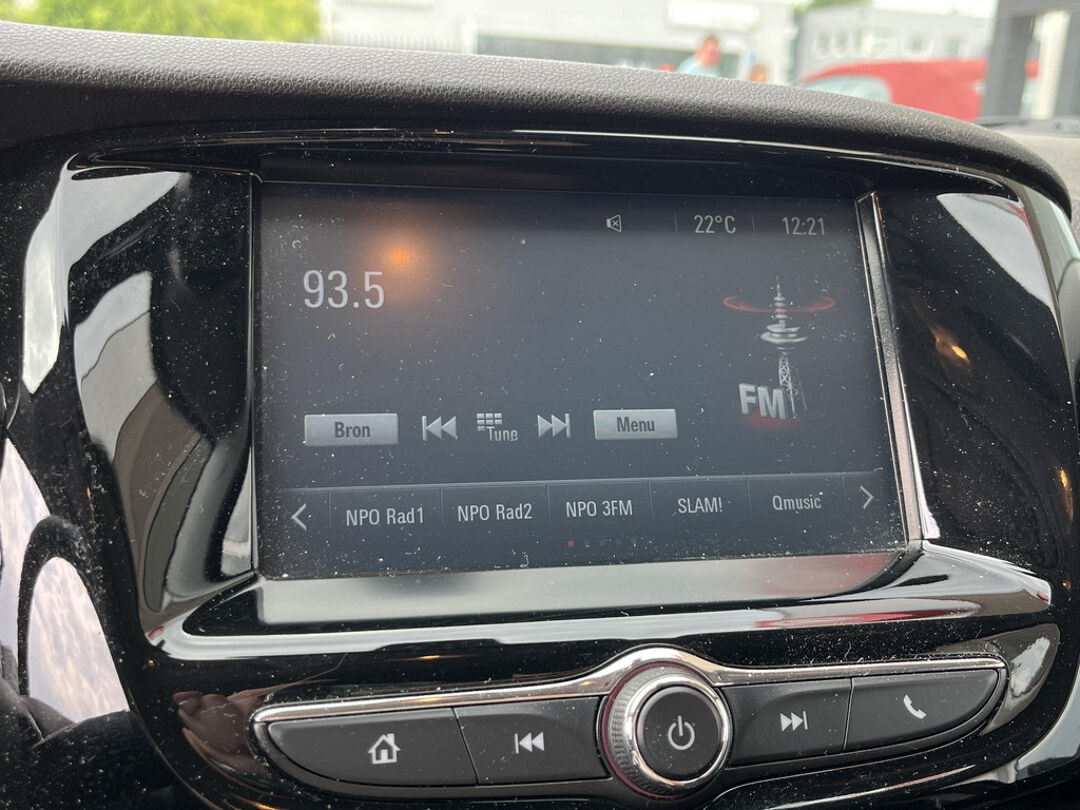 22°C 12:21
93.5
FM
Bron Tune Menu
NPO Rad1 NPO Rad2 NPO 3FM SLAM! Qmusic